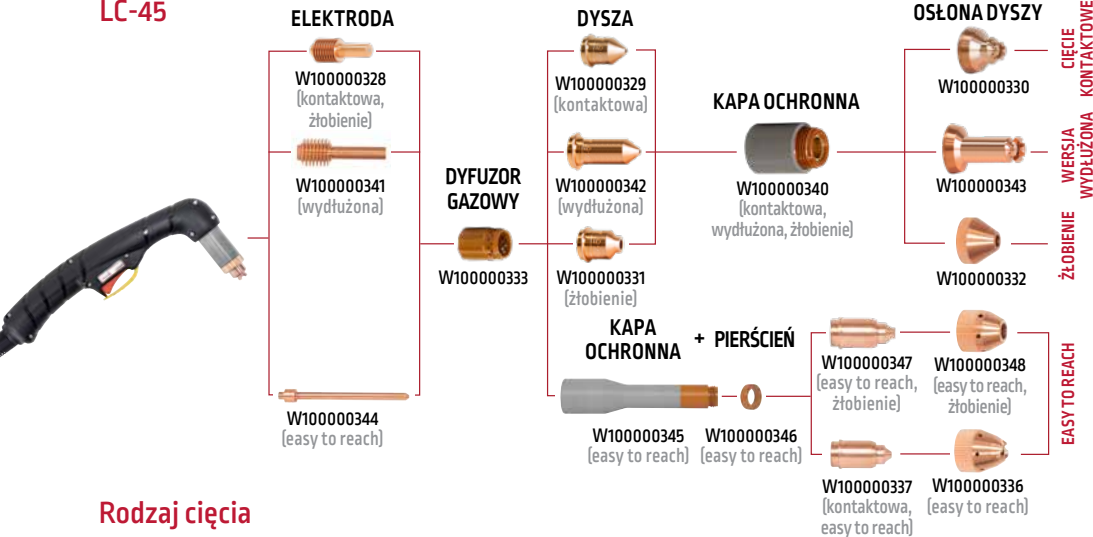 LC-45
ELEKTRODA
W100000328
(kontaktowa,
żłobienie)
W100000341
(wydłużona)
W100000344
(easy to reach)
DYFUZOR
GAZOWY
W100000333
DYSZA
W100000329
(kontaktowa)
W100000342
(wydłużona)
W100000331
(żłobienie)
KAPA OCHRONNA
W100000340
(kontaktowa,
wydłużona, żłobienie)
OSŁONA DYSZY
W100000330
W100000343
W100000332
CIĘCIE
KONTAKTOWE
WERSJA
WYDŁUŻONA
ŻŁOBIENIE
KAPA
OCHRONNA
+ PIERŚCIEŃ
W100000345
(easy to reach)
W100000346
(easy to reach)
W100000347
(easy to reach,
żłobienie)
W100000348
(easy to reach,
żłobienie)
W100000337
(kontaktowa,
easy to reach)
W100000336
(easy to reach)
EASY TO REACH
Rodzaj cięcia